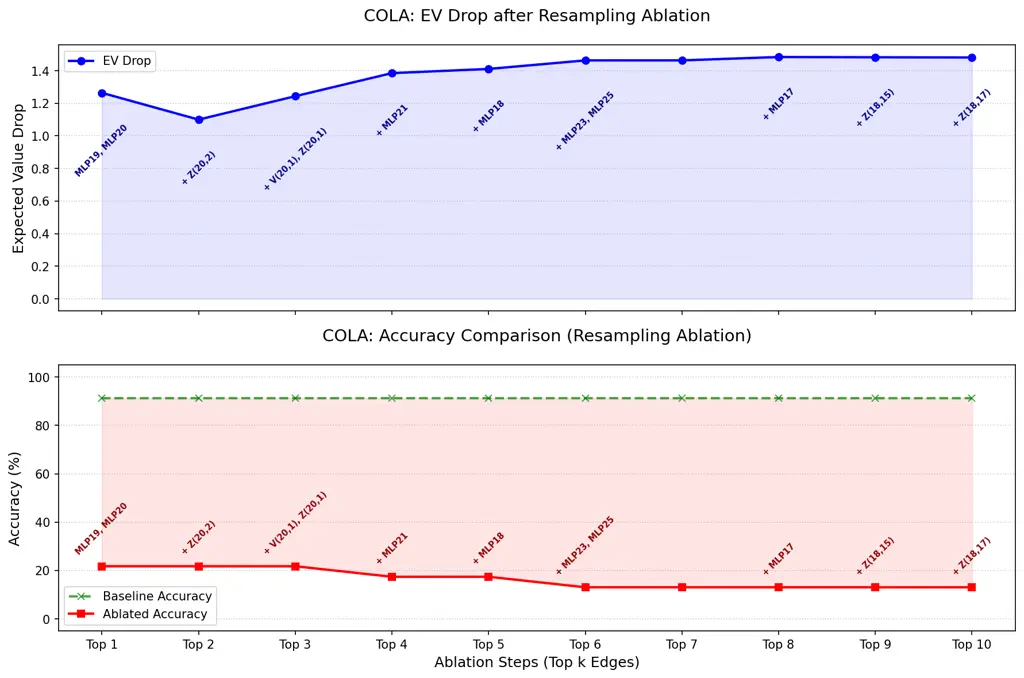 COLA: EV Drop after Resampling Ablation
EV Drop
Expected Value Drop
1.4
1.2
1.0
0.8
0.6
0.4
0.2
0.0
MLP19, MLP20
+ Z(20,2)
+ V(20,1), Z(20,1)
+ MLP21
+ MLP18
+ MLP23, MLP25
+ MLP17
+ Z(18,15)
+ Z(18,17)
COLA: Accuracy Comparison (Resampling Ablation)
Accuracy (%)
100
80
60
40
20
0
MLP19, MLP20
+ Z(20,2)
+ V(20,1), Z(20,1)
+ MLP21
+ MLP18
+ MLP23, MLP25
+ MLP17
+ Z(18,15)
+ Z(18,17)
Baseline Accuracy
Ablated Accuracy
Top 1 Top 2 Top 3 Top 4 Top 5 Top 6 Top 7 Top 8 Top 9 Top 10
Ablation Steps (Top k Edges)